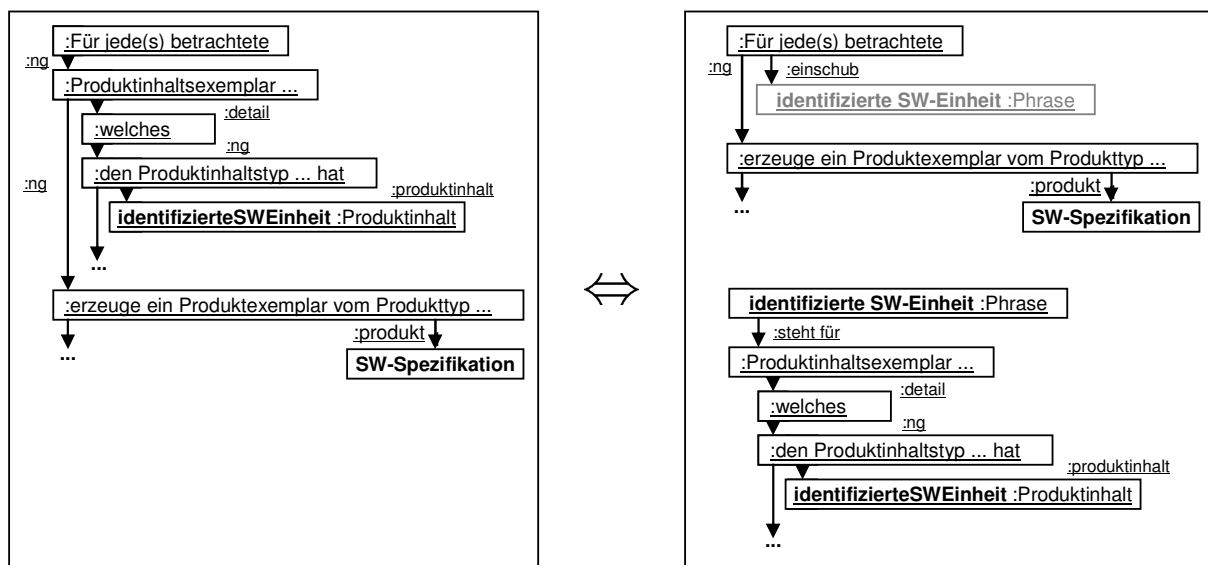 :Für jede(s) betrachtete
:ng
:Produktinhaltsexemplar ...
:detail
:welches
:ng
:den Produktinhaltstyp ... hat
:ng
:produktinhalt
identifizierteSWEinheit :Produktinhalt
...
:erzeuge ein Produktexemplar vom Produkttyp ...
:produkt
...
SW-Spezifikation
⇔
:Für jede(s) betrachtete
:ng
:einschub
identifizierte SW-Einheit :Phrase
:erzeuge ein Produktexemplar vom Produkttyp ...
:produkt
...
SW-Spezifikation
identifizierte SW-Einheit :Phrase
:steht für
:Produktinhaltsexemplar ...
:detail
:welches
:ng
:den Produktinhaltstyp ... hat
:produktinhalt
identifizierteSWEinheit :Produktinhalt
...